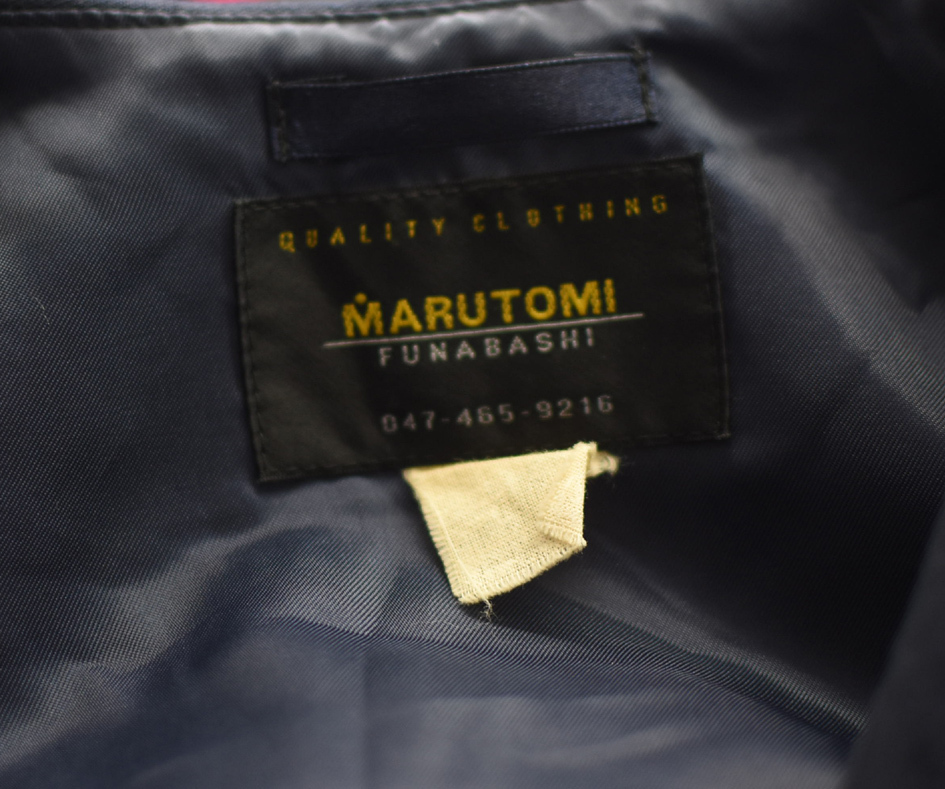 QUALITY CLOTHING
MARUTOMI
FUNABASHI
047-465-9216